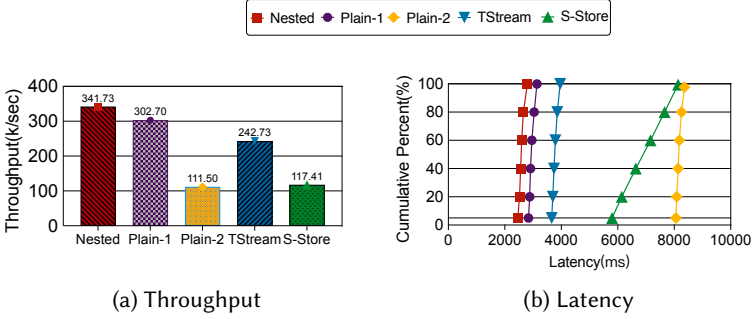 Nested Plain-1 Plain-2 TStream S-Store
Throughput(k/sec)
400
300
200
100
0
341.73
302.70
111.50
242.73
117.41
Nested Plain-1 Plain-2 TStream S-Store
(a) Throughput
Cumulative Percent(%)
100
80
60
40
20
0
0 2000 4000 6000 8000 10000
Latency(ms)
(b) Latency